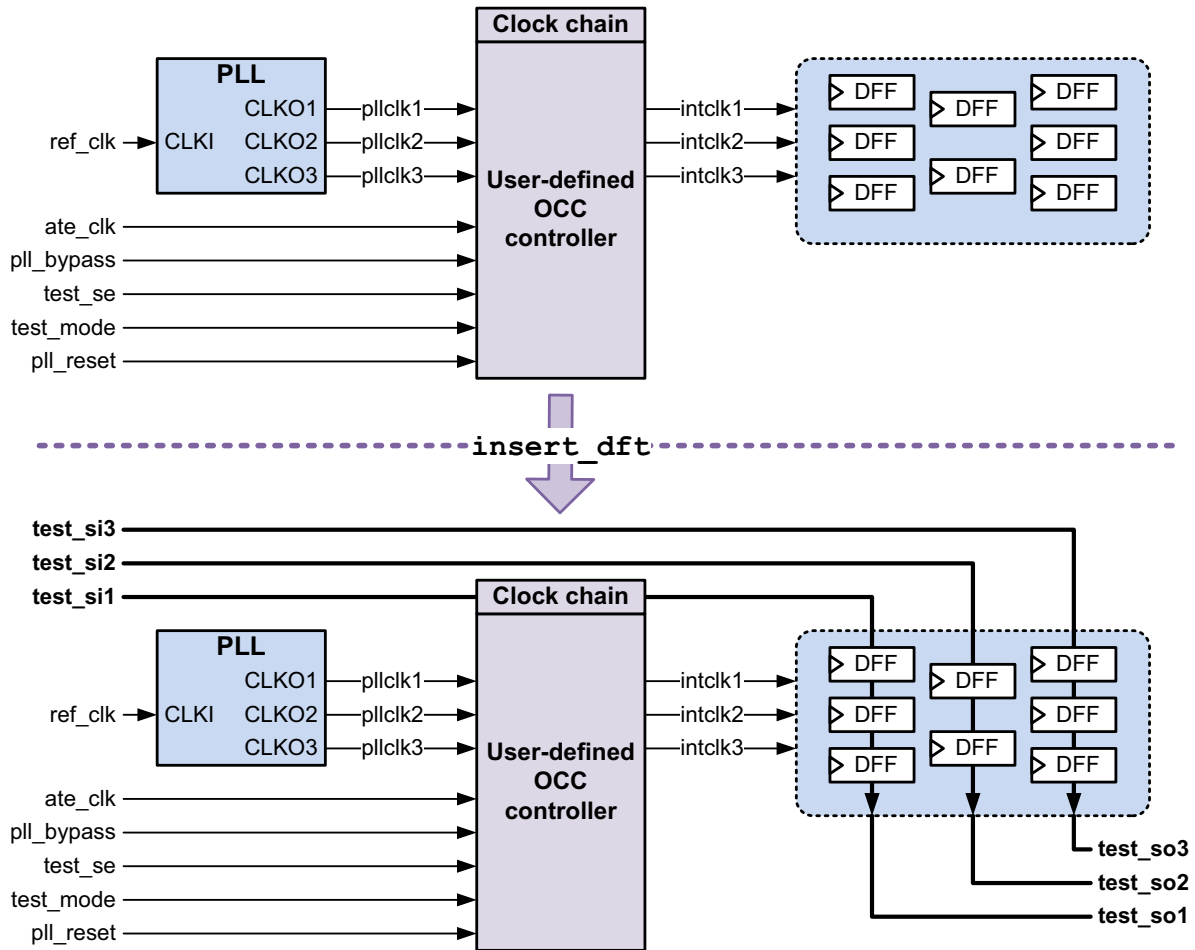 Clock chain
PLL
CLKO1
pllclk1
intclk1
DFF
DFF
DFF
ref_clk
CLKI
CLKO2
pllclk2
intclk2
DFF
DFF
CLKO3
pllclk3
User-defined
OCC
controller
intclk3
DFF
DFF
DFF
ate_clk
pll_bypass
test_se
test_mode
pll_reset
insert_dft
test_si3
test_si2
test_si1
Clock chain
PLL
CLKO1
pllclk1
intclk1
DFF
DFF
DFF
ref_clk
CLKI
CLKO2
pllclk2
intclk2
DFF
DFF
CLKO3
pllclk3
User-defined
OCC
controller
intclk3
DFF
DFF
DFF
ate_clk
pll_bypass
test_se
test_mode
pll_reset
test_so3
test_so2
test_so1